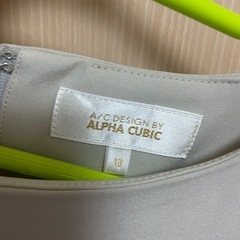 A/C DESIGN BY
ALPHA CUBIC
13